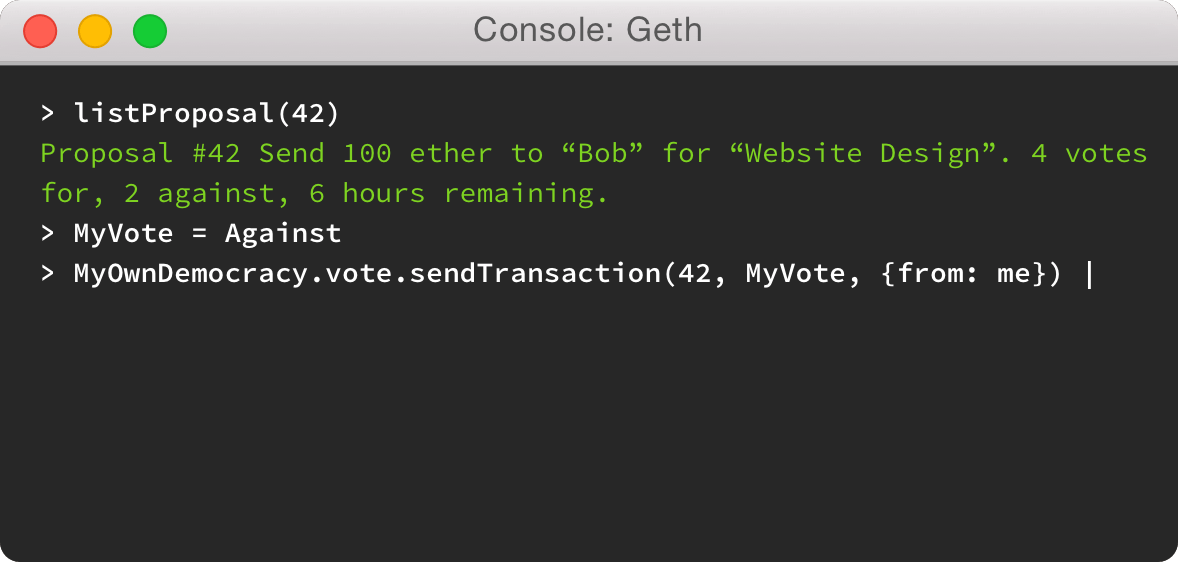 Console: Geth
> listProposal(42)
Proposal #42 Send 100 ether to “Bob” for “Website Design”. 4 votes
for, 2 against, 6 hours remaining.
> MyVote = Against
> MyOwnDemocracy.vote.sendTransaction(42, MyVote, {from: me}) |